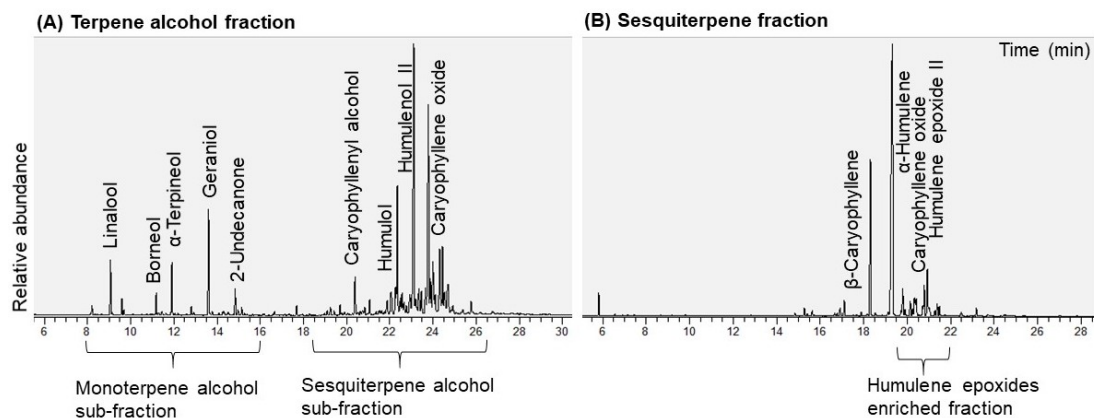 (A) Terpene alcohol fraction
Relative abundance
Linalool
Borneol
α-Terpineol
Geraniol
2-Undecanone
Caryophyllenyl alcohol
Humulol
Humulenol II
Caryophyllene oxide
6 8 10 12 14 16 18 20 22 24 26 28 30
Monoterpene alcohol
sub-fraction
Sesquiterpene alcohol
sub-fraction
(B) Sesquiterpene fraction
Time (min)
β-Caryophyllene
α-Humulene
Caryophyllene oxide
Humulene epoxide II
6 8 10 12 14 16 18 20 22 24 26 28
Humulene epoxides
enriched fraction